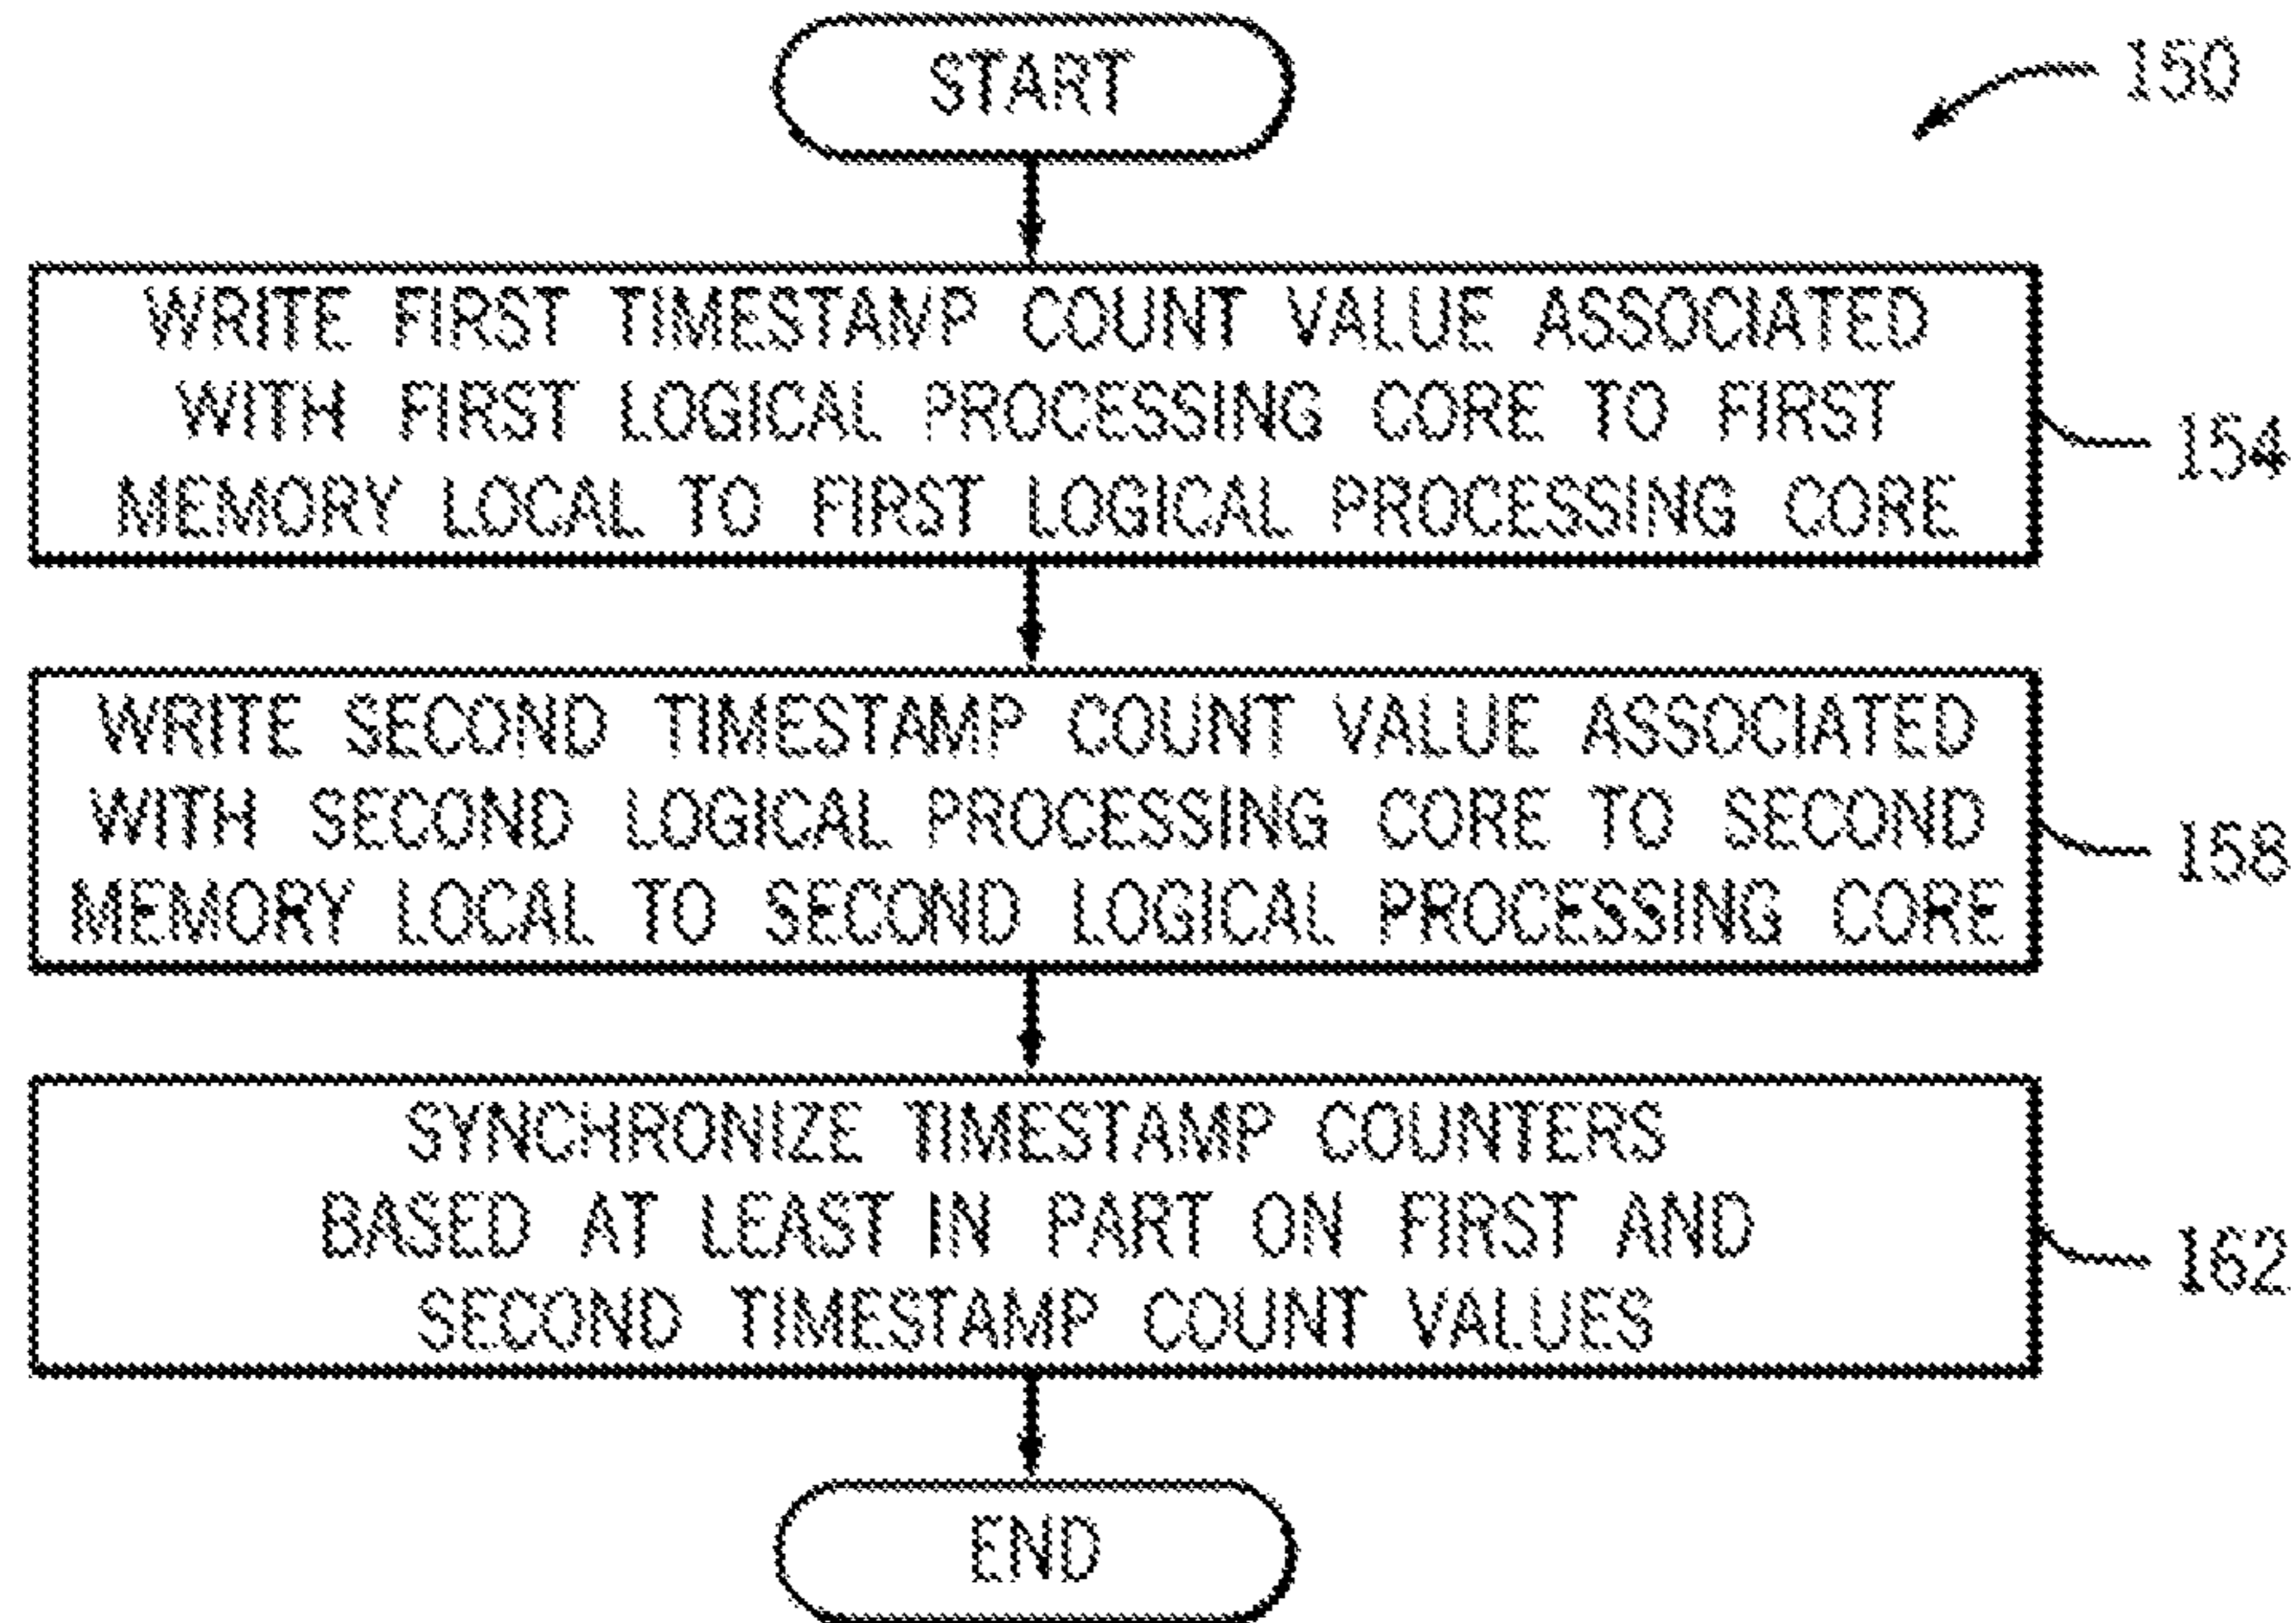 START
150
WRITE FIRST TIMESTAMP COUNT VALUE ASSOCIATED
WITH FIRST LOGICAL PROCESSING CORE TO FIRST
MEMORY LOCAL TO FIRST LOGICAL PROCESSING CORE
154
WRITE SECOND TIMESTAMP COUNT VALUE ASSOCIATED
WITH SECOND LOGICAL PROCESSING CORE TO SECOND
MEMORY LOCAL TO SECOND LOGICAL PROCESSING CORE
158
SYNCHRONIZE TIMESTAMP COUNTERS
BASED AT LEAST IN PART ON FIRST AND
SECOND TIMESTAMP COUNT VALUES
162
END